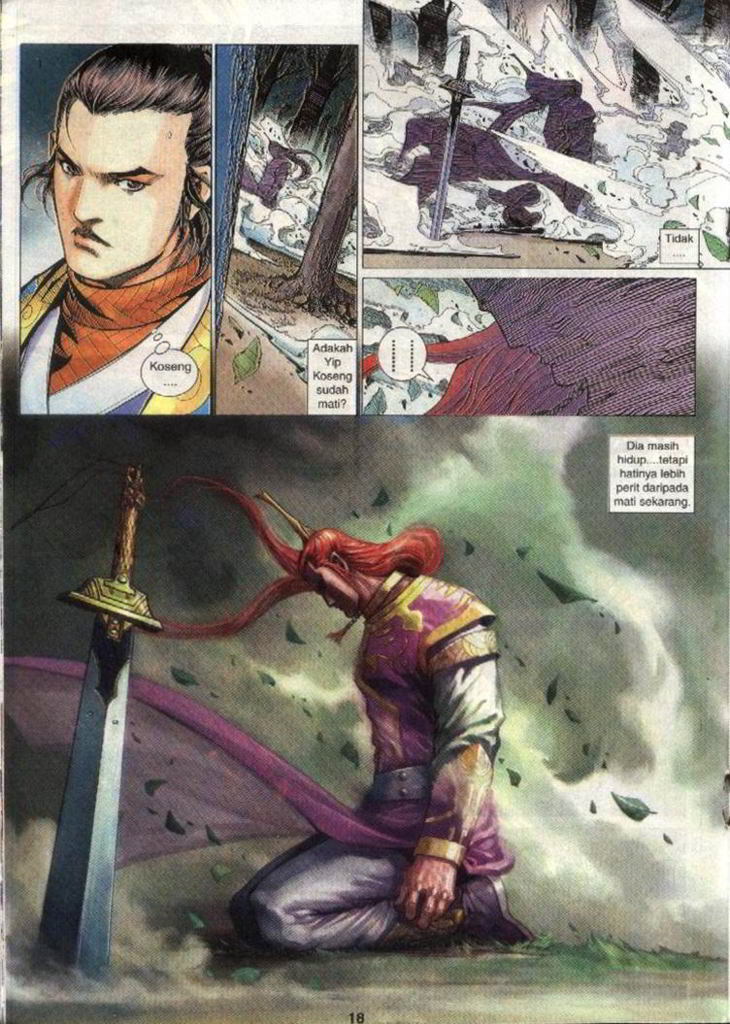 Koseng
....
Adakah
Yip
Koseng
sudah
mati?
Tidak
....
Dia masih
hidup....tetapi
hatinya lebih
perit daripada
mati sekarang.
18